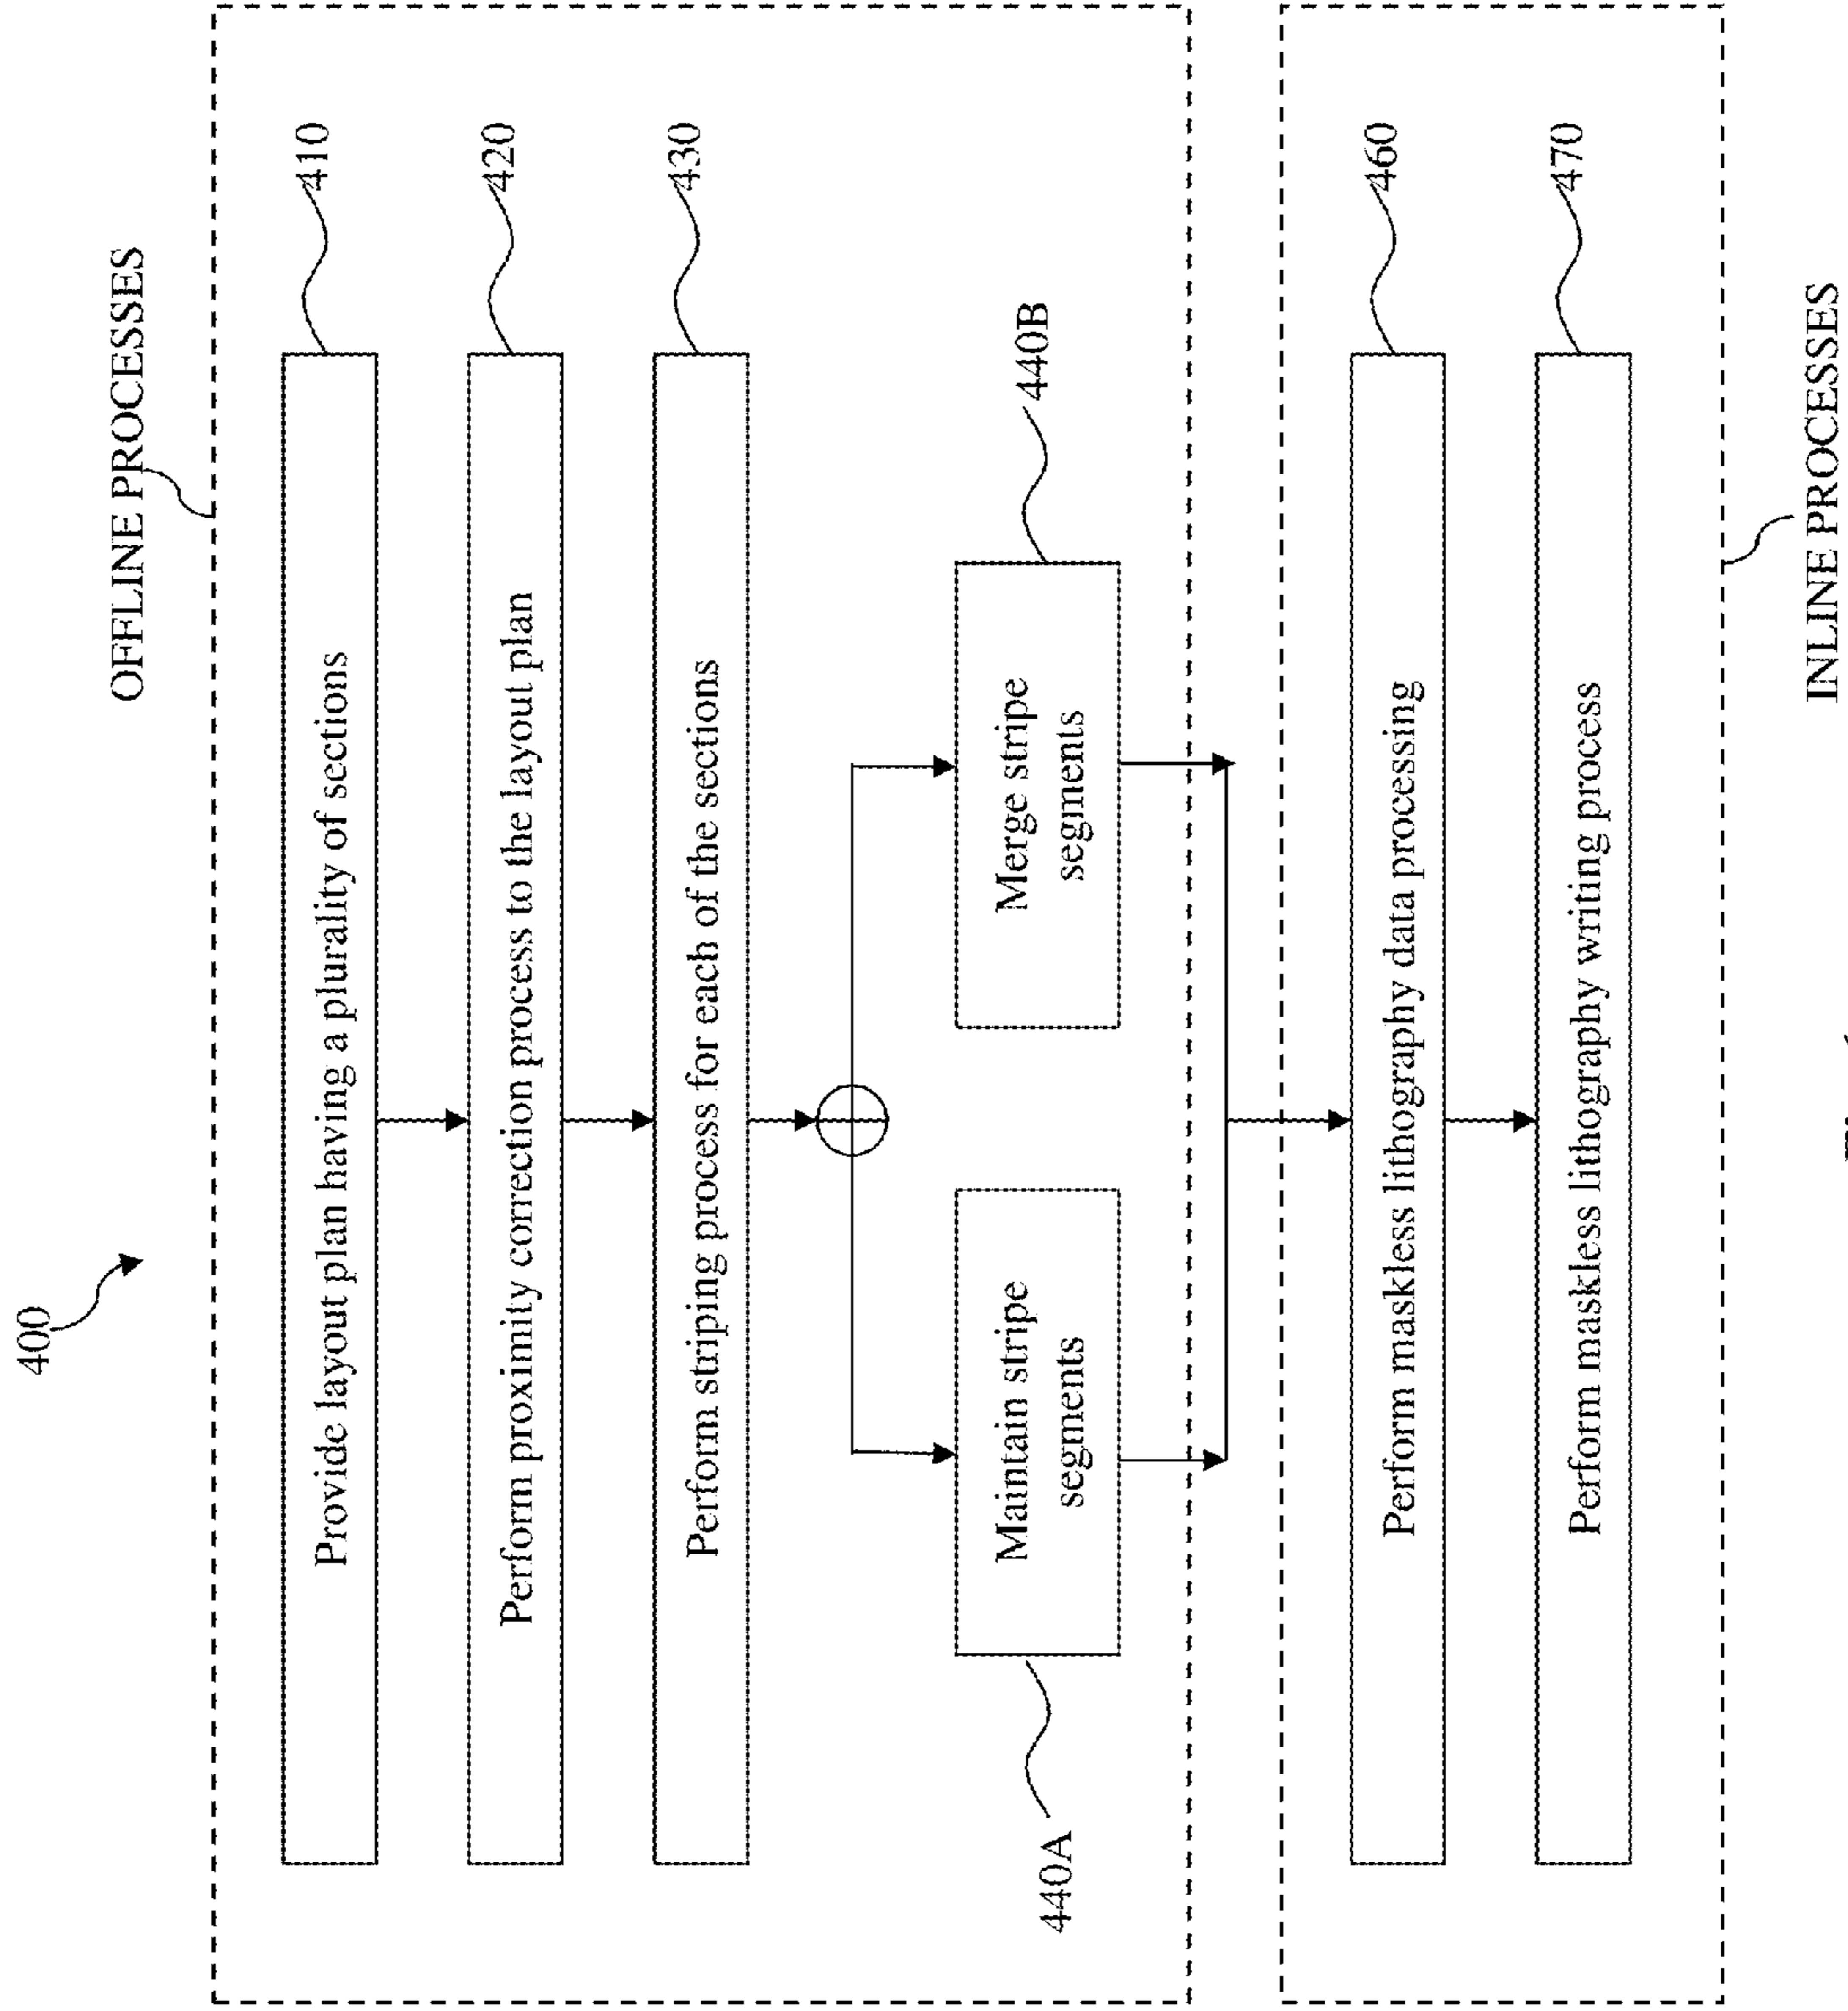 400
OFFLINE PROCESSES
Provide layout plan having a plurality of sections
410
Perform proximity correction process to the layout plan
420
Perform striping process for each of the sections
430
440A
Maintain stripe
segments
Merge stripe
segments
440B
Perform maskless lithography data processing
460
Perform maskless lithography writing process
470
INLINE PROCESSES